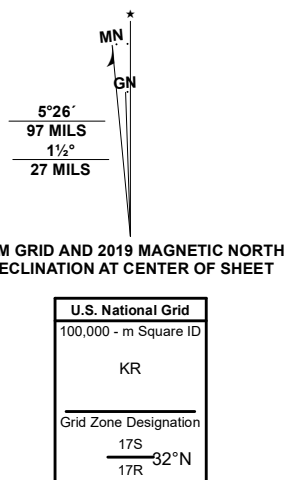 ★
MN
GN
5°26´
97 MILS
1½°
27 MILS
M GRID AND 2019 MAGNETIC NORTH
ECLINATION AT CENTER OF SHEET
U.S. National Grid
100,000 - m Square ID
KR
Grid Zone Designation
17S
32°N
17R